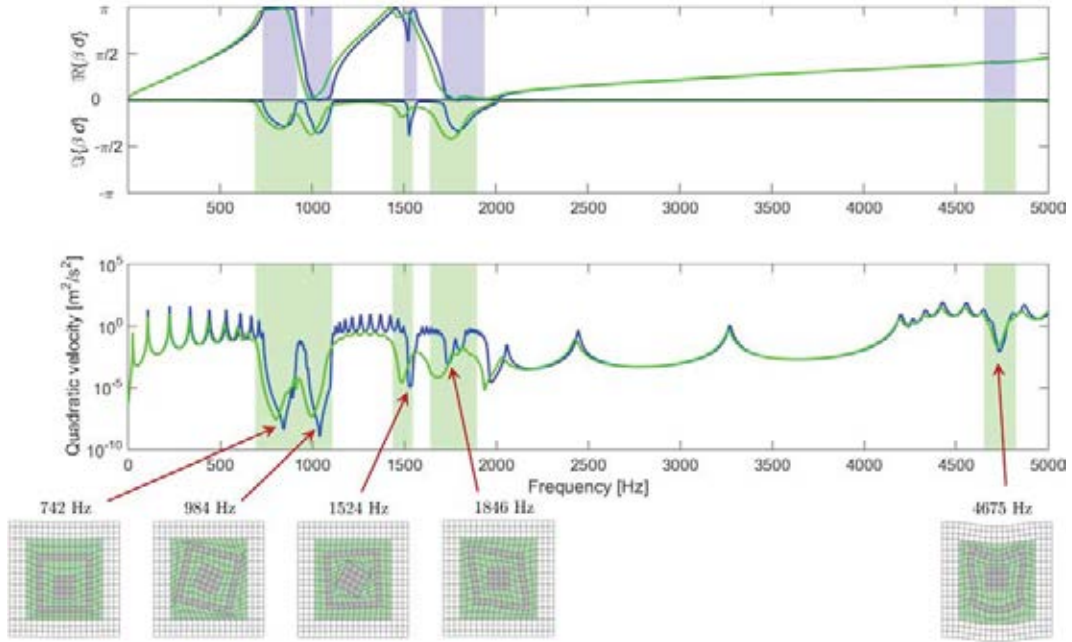 π
π/2
ℜ{β d}
0
ℑ{β d}
-π/2
-π
500 1000 1500 2000 2500 3000 3500 4000 4500 5000
10^5
10^0
10^-5
10^-10
Quadratic velocity [m^2/s^2]
0 500 1000 1500 2000 2500 3000 3500 4000 4500 5000
Frequency [Hz]
742 Hz 984 Hz 1524 Hz 1846 Hz 4675 Hz